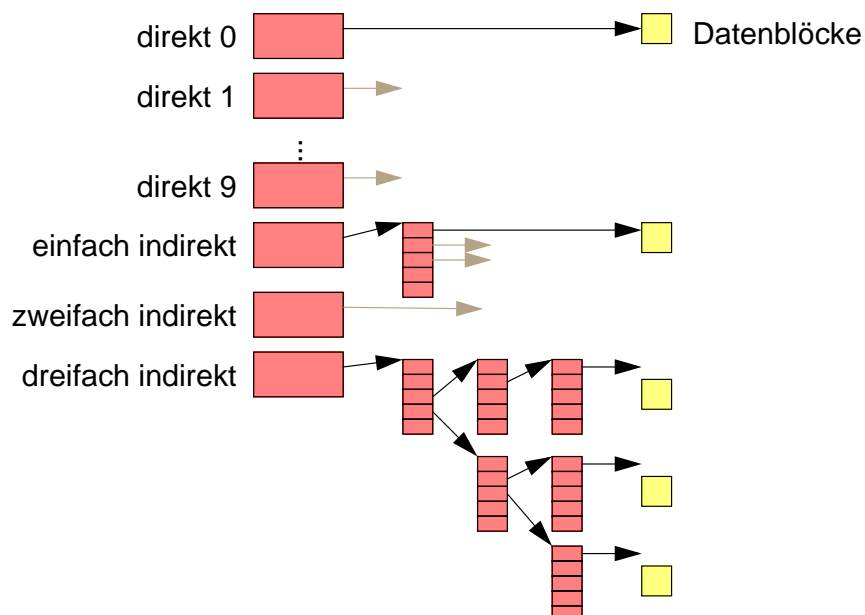 direkt 0
Datenblöcke
direkt 1
⋮
direkt 9
einfach indirekt
zweifach indirekt
dreifach indirekt